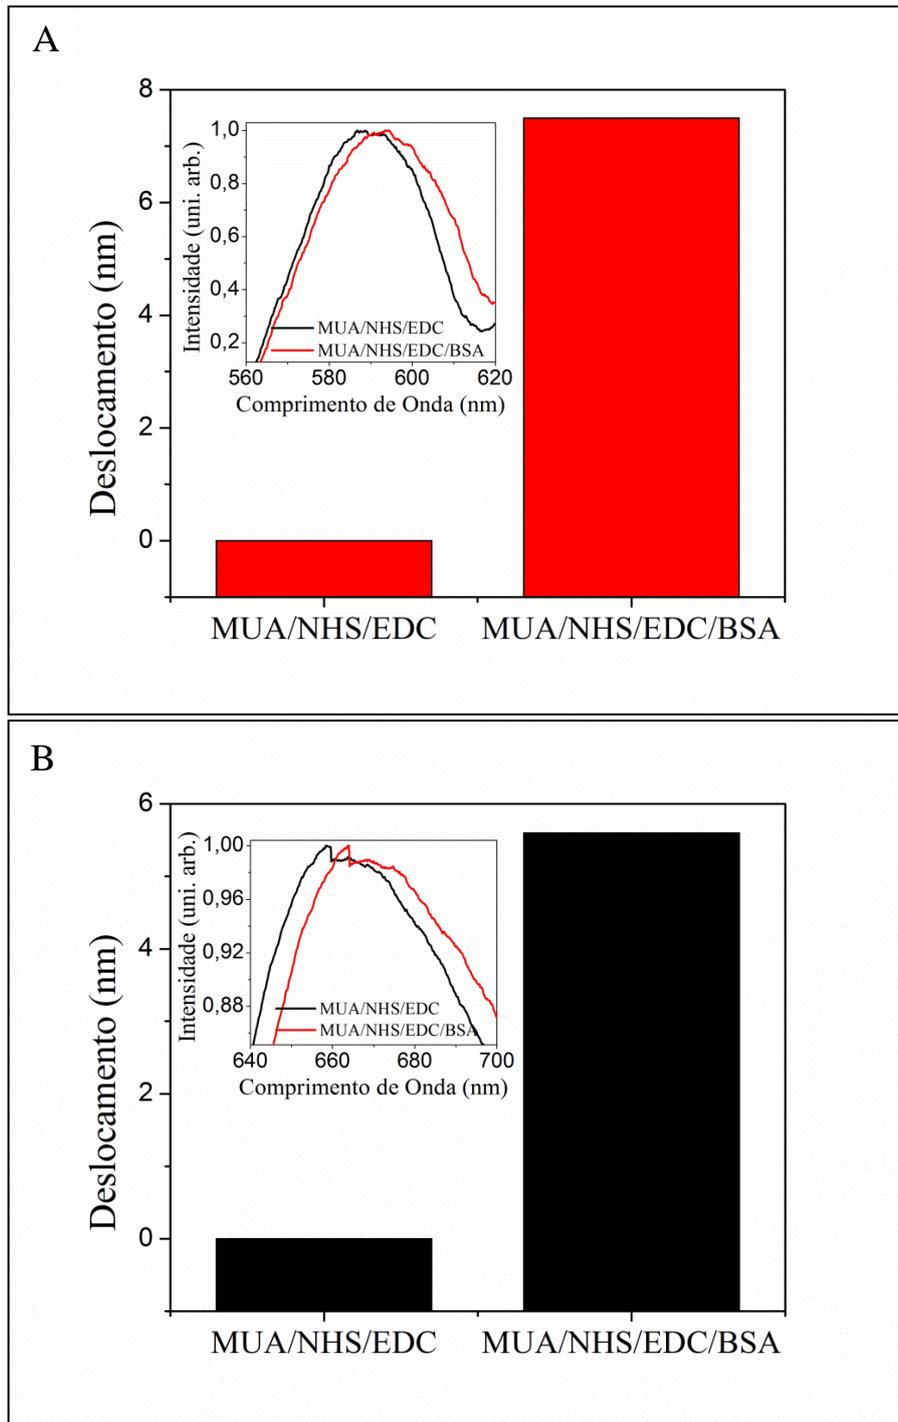 A
8
6
4
2
0
Deslocamento (nm)
1,0
0,8
0,6
0,4
0,2
Intensidade (uni. arb.)
MUA/NHS/EDC
MUA/NHS/EDC/BSA
560 580 600 620
Comprimento de Onda (nm)
MUA/NHS/EDC MUA/NHS/EDC/BSA
B
6
4
2
0
Deslocamento (nm)
1,00
0,96
0,92
0,88
Intensidade (uni. arb.)
MUA/NHS/EDC
MUA/NHS/EDC/BSA
640 660 680 700
Comprimento de Onda (nm)
MUA/NHS/EDC MUA/NHS/EDC/BSA